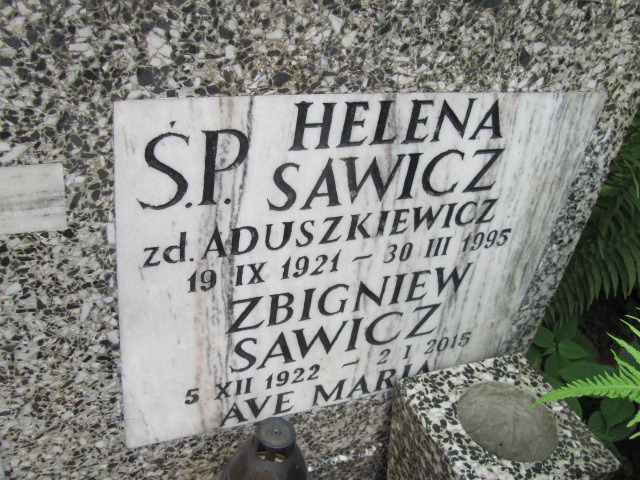 Ś.P. HELENA
SAWICZ
zd. ADUSZKIEWICZ
19 IX 1921 – 30 III 1995
ZBIGNIEW
SAWICZ
5 XII 1922 – 2 I 2015
AVE MARIA